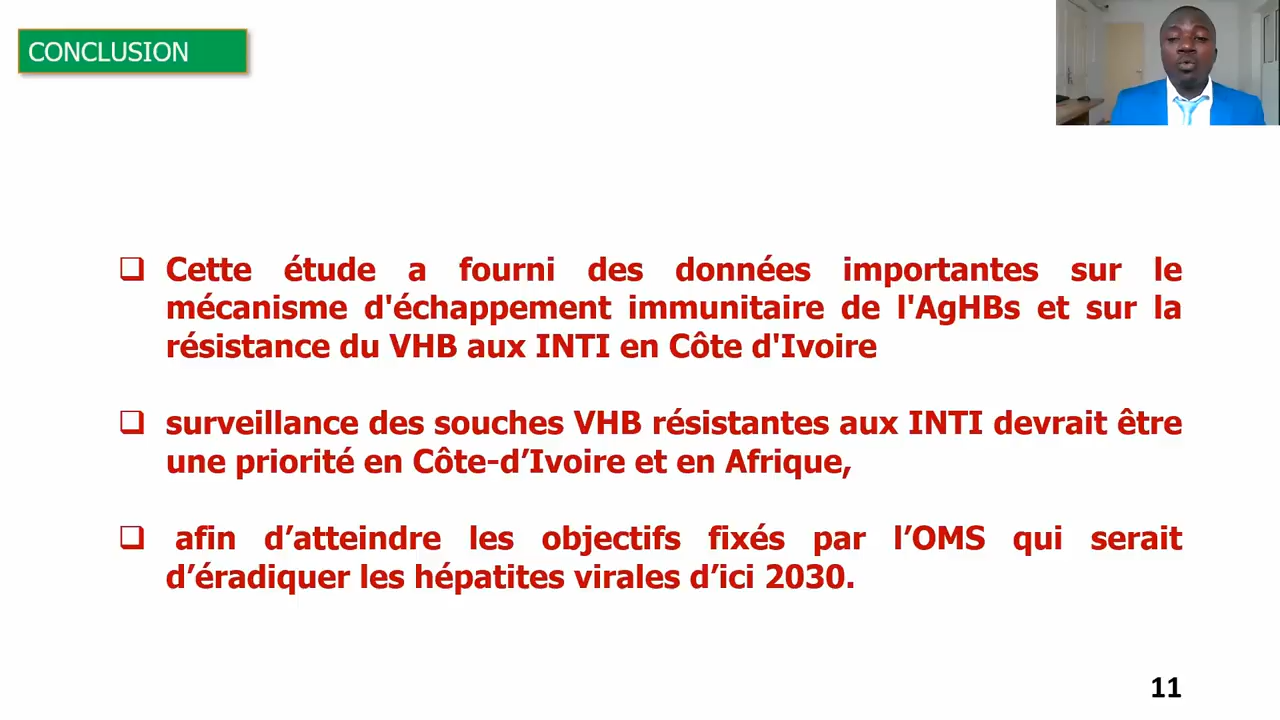 CONCLUSION
❑ Cette étude a fourni des données importantes sur le
mécanisme d'échappement immunitaire de l'AgHBs et sur la
résistance du VHB aux INTI en Côte d'Ivoire
❑ surveillance des souches VHB résistantes aux INTI devrait être
une priorité en Côte-d’Ivoire et en Afrique,
❑ afin d’atteindre les objectifs fixés par l’OMS qui serait
d’éradiquer les hépatites virales d’ici 2030.
11